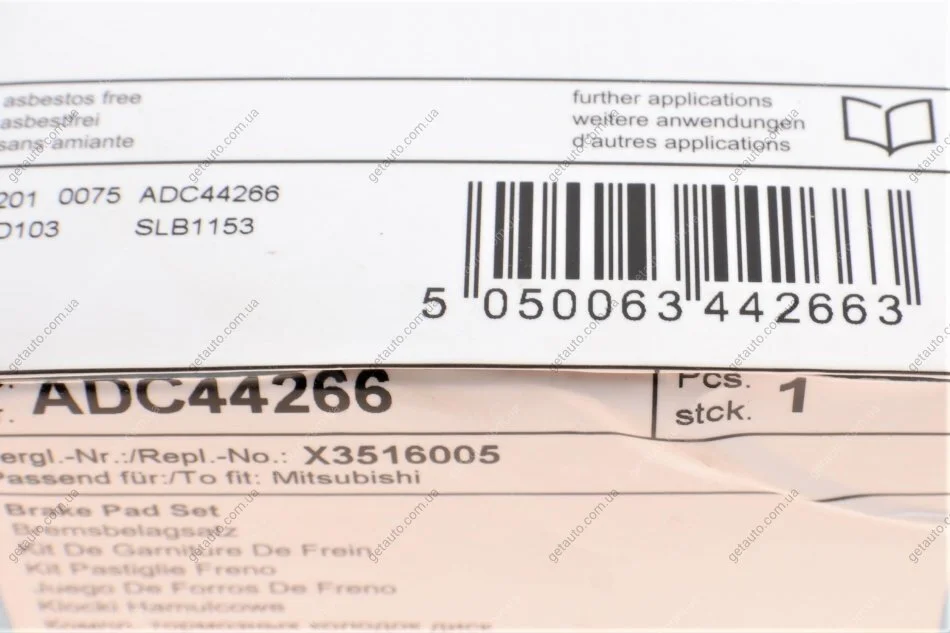 asbestos free
asbestfrei
sans amiante
further applications
weitere anwendungen
d'autres applications
201 0075 ADC44266
D103 SLB1153
5 050063 442663
ADC44266
Pcs.
stck. 1
ergl.-Nr.:/Repl.-No.: X3516005
Passend für:/To fit: Mitsubishi
Brake Pad Set
Bremsbelagsatz
Kit De Garniture De Frein
Kit Pastiglie Freno
Juego De Forros De Freno
Klocki Hamulcowe
getauto.com.ua